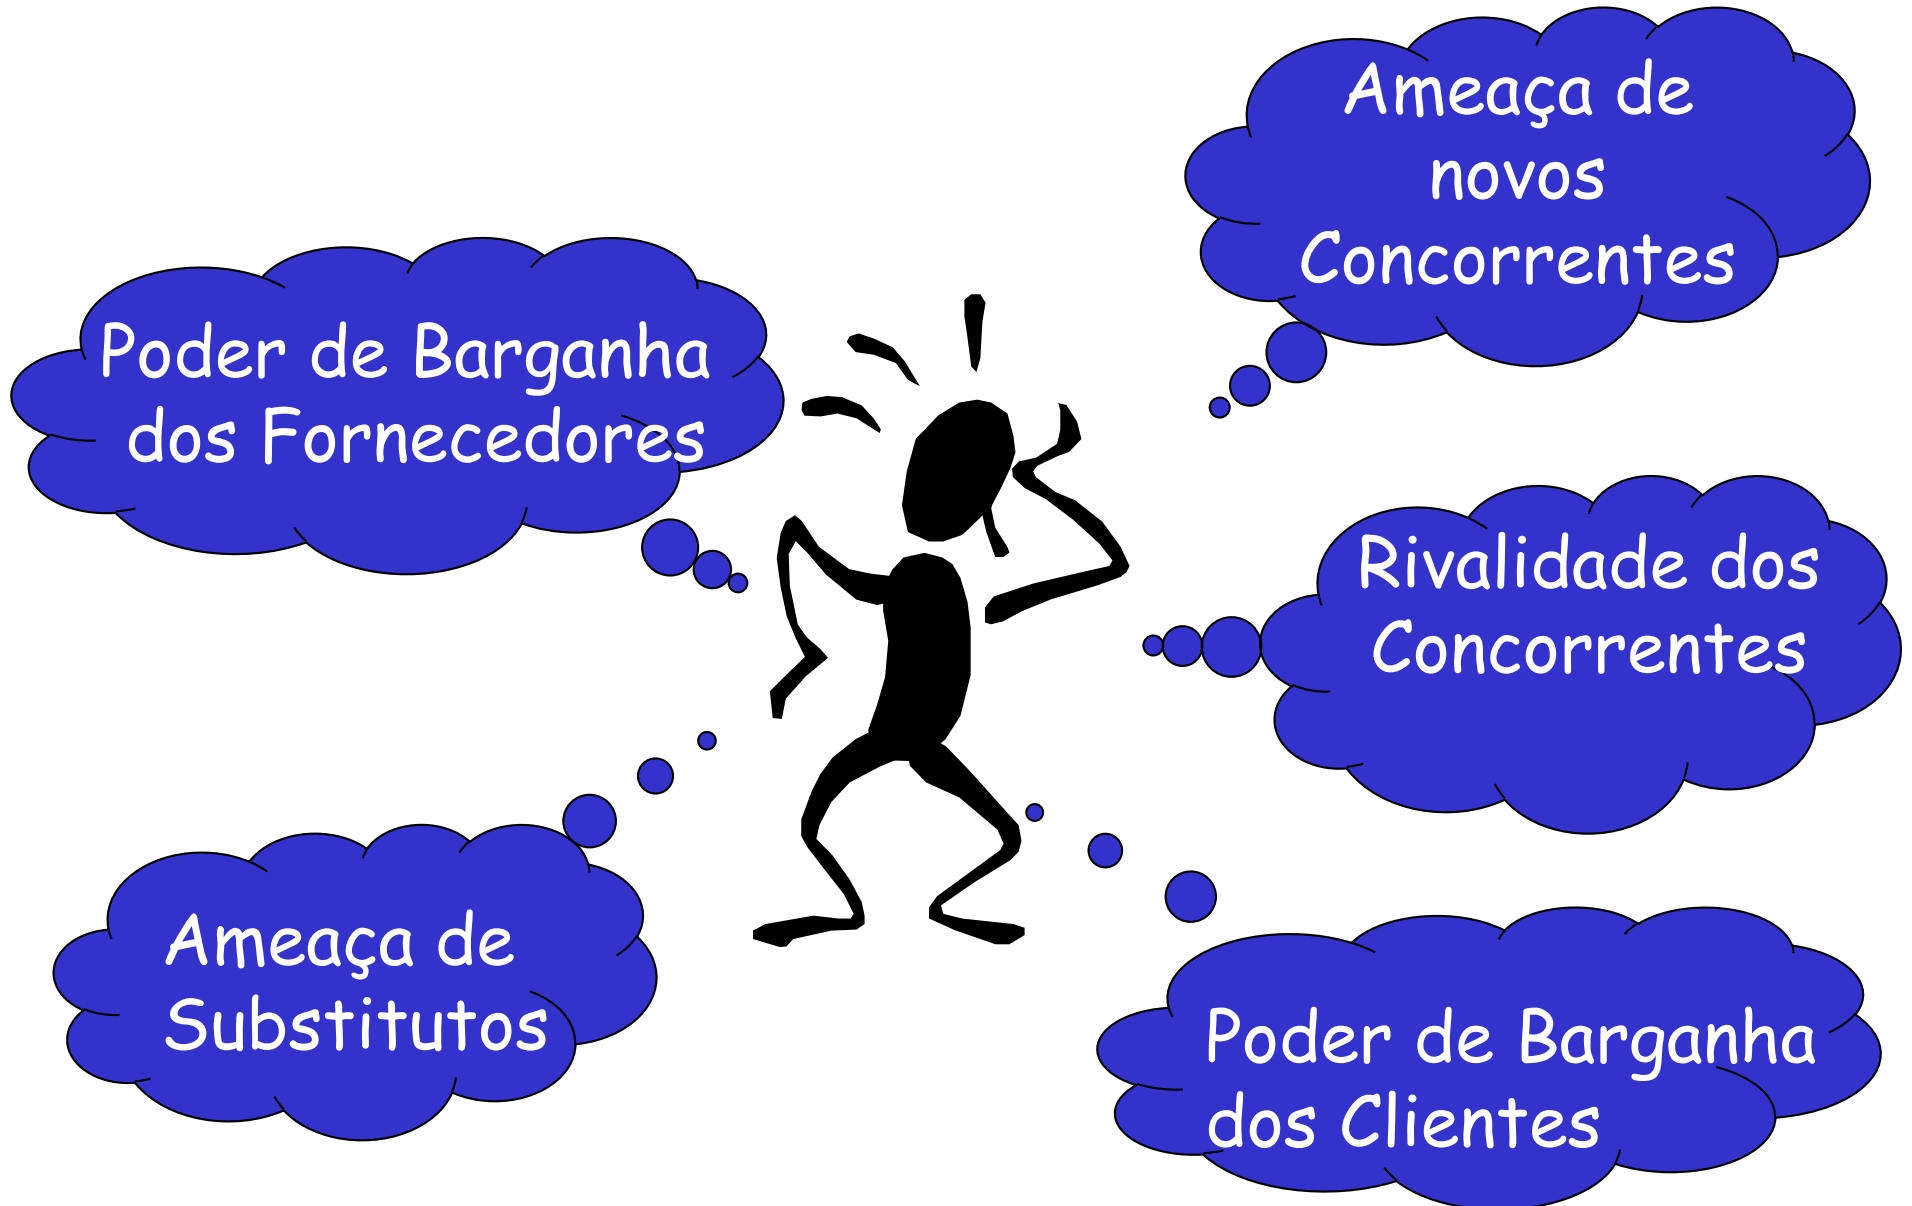 Ameaça de
novos
Concorrentes
Poder de Barganha
dos Fornecedores
Rivalidade dos
Concorrentes
Ameaça de
Substitutos
Poder de Barganha
dos Clientes